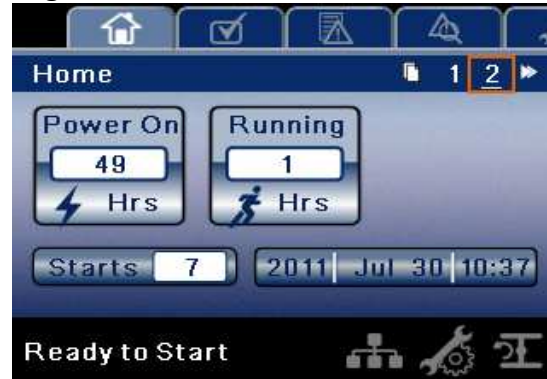 Home 1 2
Power On Running
49 1
Hrs Hrs
Starts 7 2011 Jul 30 10:37
Ready to Start